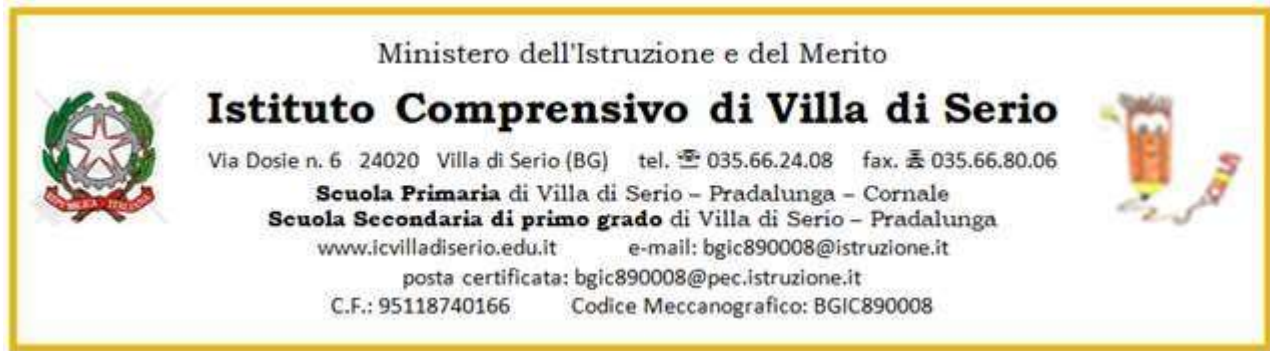 Ministero dell'Istruzione e del Merito
Istituto Comprensivo di Villa di Serio
Via Dosie n. 6 24020 Villa di Serio (BG) tel. ☏ 035.66.24.08 fax. 035.66.80.06
Scuola Primaria di Villa di Serio – Pradalunga – Cornale
Scuola Secondaria di primo grado di Villa di Serio – Pradalunga
www.icvilladiserio.edu.it e-mail: bgic890008@istruzione.it
posta certificata: bgic890008@pec.istruzione.it
C.F.: 95118740166 Codice Meccanografico: BGIC890008
REPVBBLICA ITALIANA